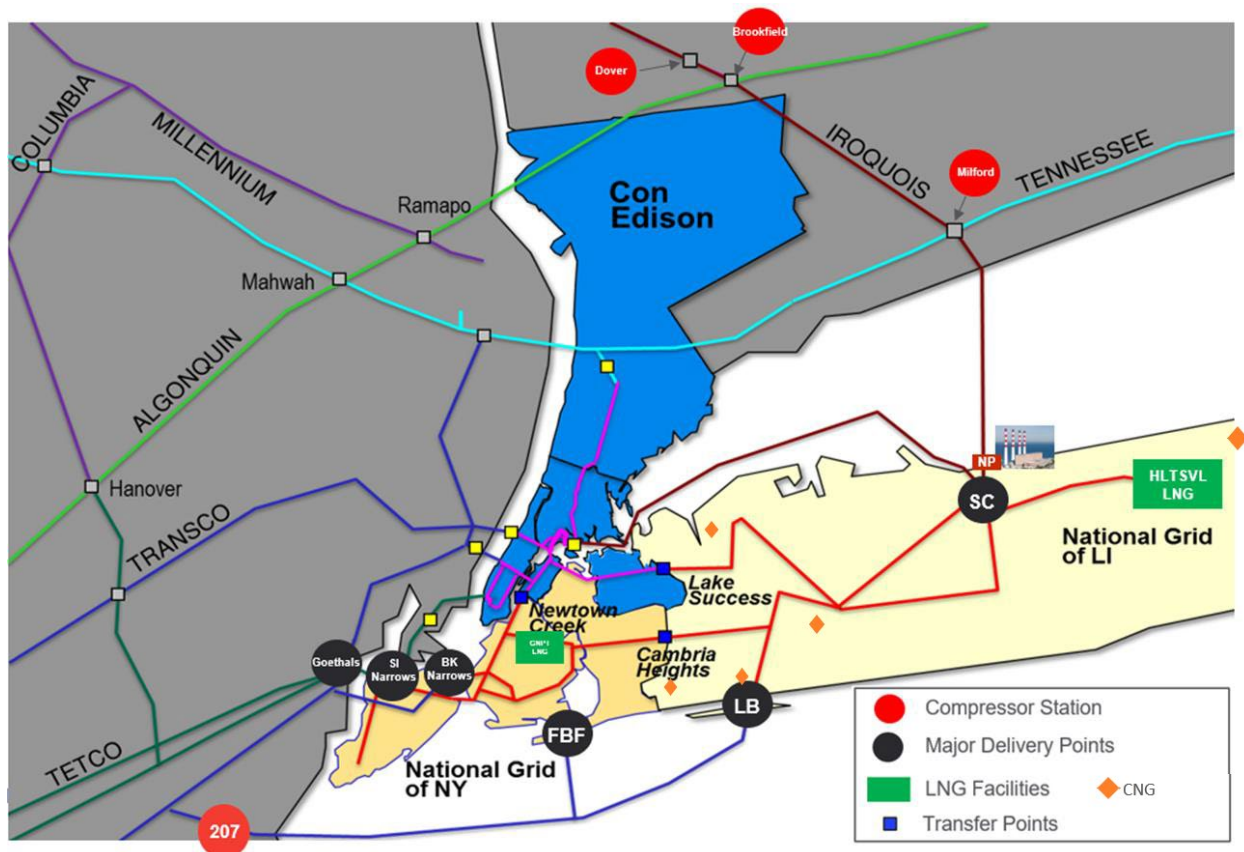 Brookfield
Dover
COLUMBIA
MILLENNIUM
IROQUOIS
TENNESSEE
Milford
Con
Edison
Ramapo
Mahwah
ALGONQUIN
Hanover
TRANSCO
NP
SC
HLTSVL
LNG
National Grid
of LI
Lake
Success
Newtown
Creek
LNG
Cambria
Heights
Goethals
SI
Narrows
BK
Narrows
FBF
LB
TETCO
National Grid
of NY
207
Compressor Station
Major Delivery Points
LNG Facilities
CNG
Transfer Points